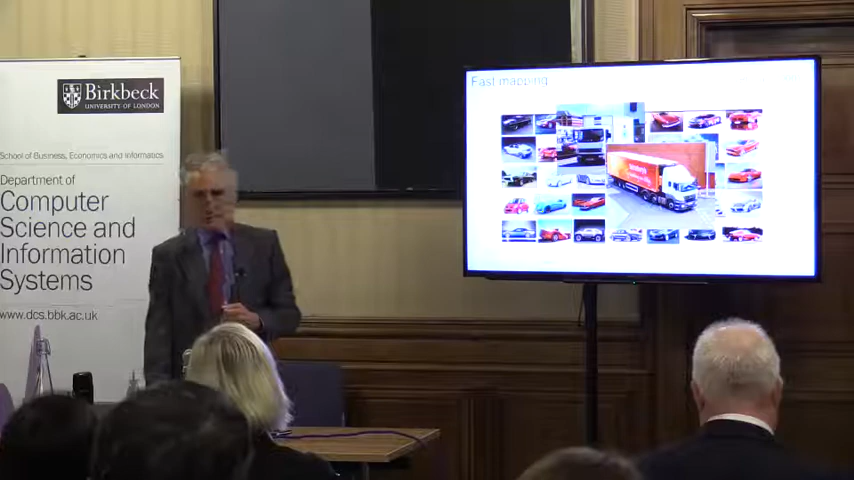 Birkbeck
UNIVERSITY OF LONDON
School of Business, Economics and Informatics
Department of
Computer
Science and
Information
Systems
www.dcs.bbk.ac.uk
Fast mapping